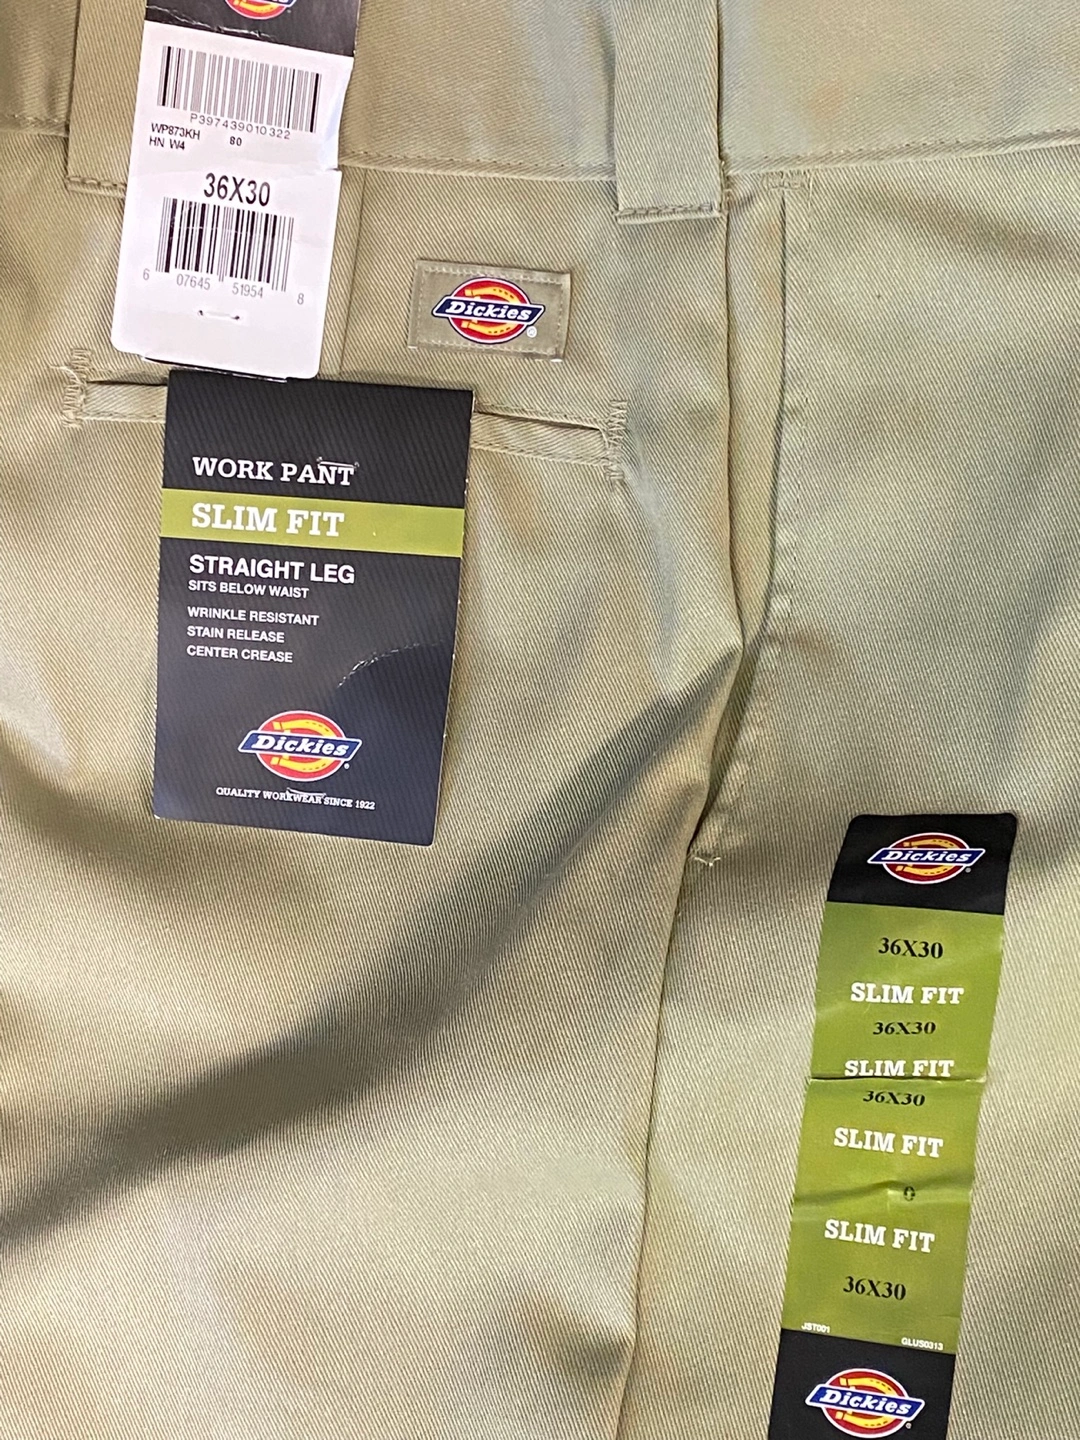 P397439010322
WP873KH 80
HN W4
36X30
6 07645 51954 8
Dickies
WORK PANT
SLIM FIT
STRAIGHT LEG
SITS BELOW WAIST
WRINKLE RESISTANT
STAIN RELEASE
CENTER CREASE
Dickies
QUALITY WORKWEAR SINCE 1922
Dickies
36X30
SLIM FIT
36X30
SLIM FIT
36X30
SLIM FIT
0
SLIM FIT
36X30
JST001 GLUS0313
Dickies